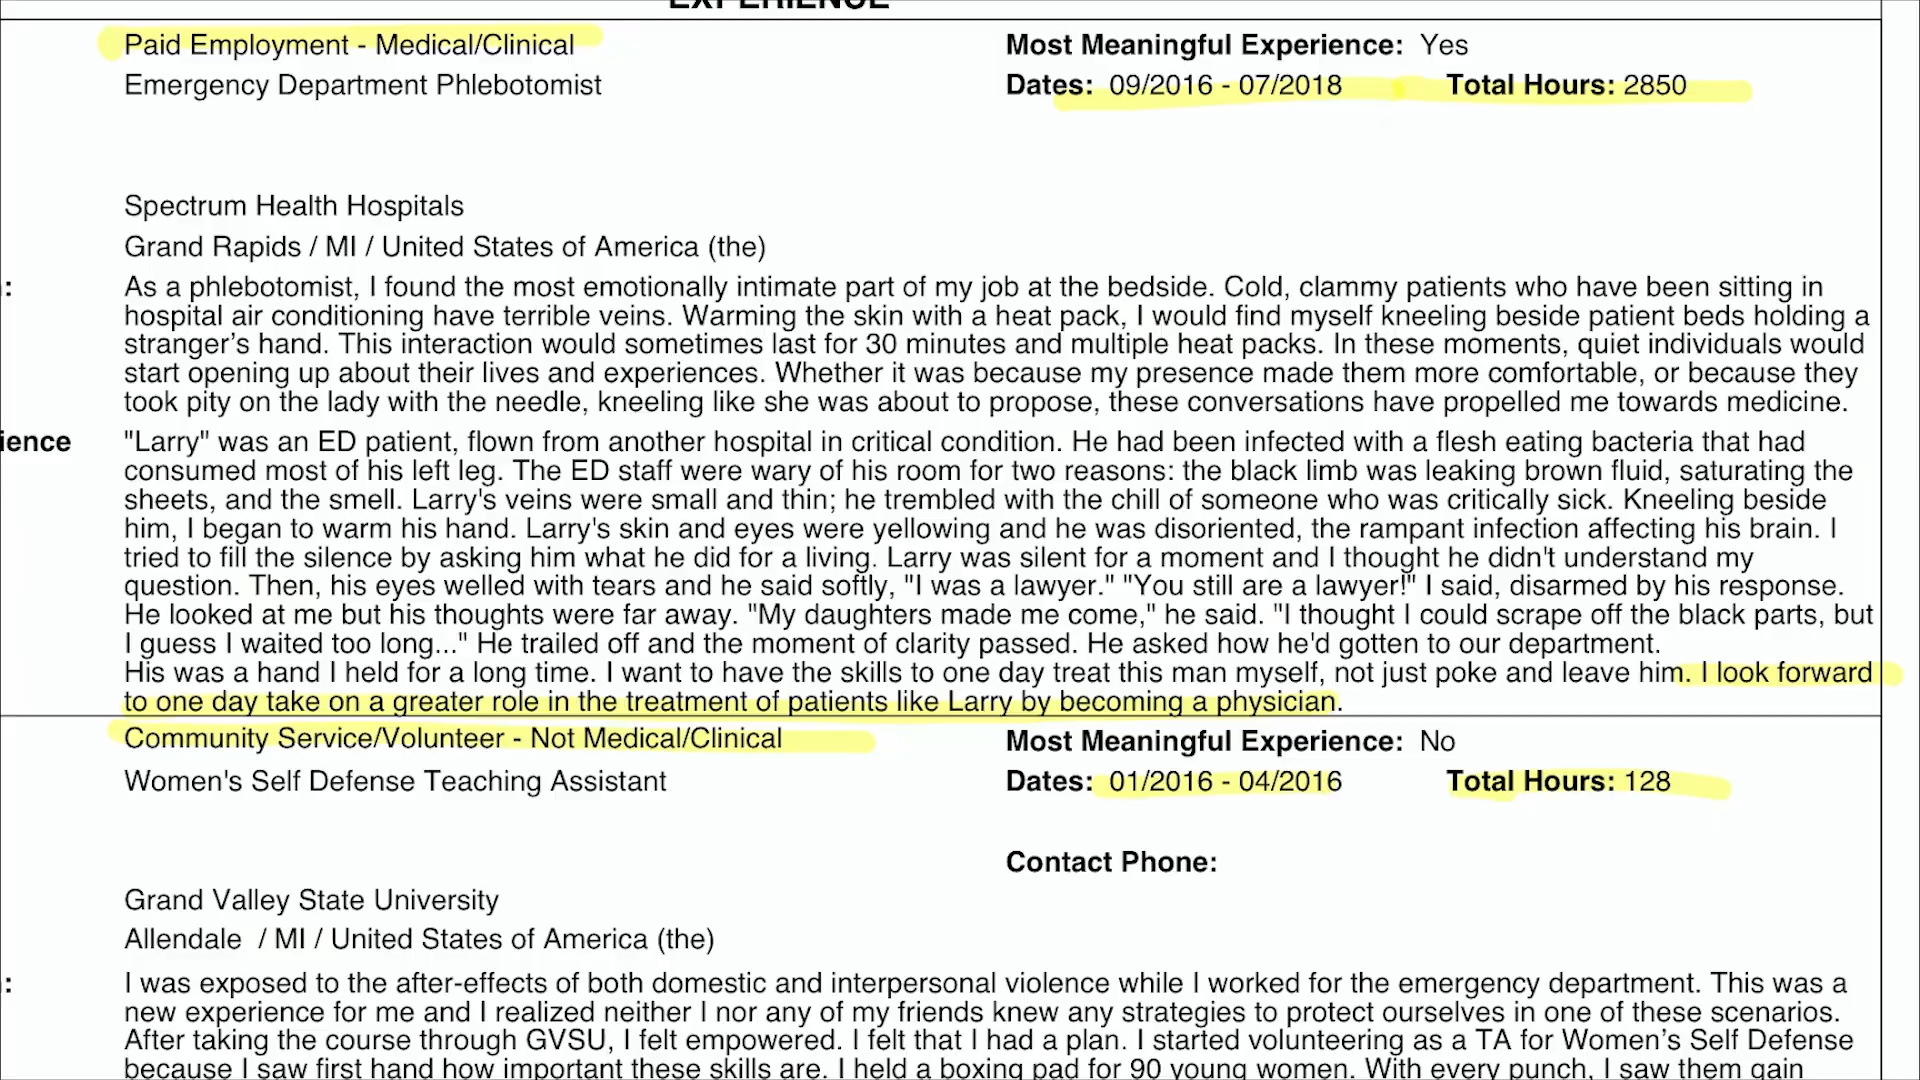 EXPERIENCE
Paid Employment - Medical/Clinical Most Meaningful Experience: Yes
Emergency Department Phlebotomist Dates: 09/2016 - 07/2018 Total Hours: 2850
Spectrum Health Hospitals
Grand Rapids / MI / United States of America (the)
: As a phlebotomist, I found the most emotionally intimate part of my job at the bedside. Cold, clammy patients who have been sitting in
hospital air conditioning have terrible veins. Warming the skin with a heat pack, I would find myself kneeling beside patient beds holding a
stranger's hand. This interaction would sometimes last for 30 minutes and multiple heat packs. In these moments, quiet individuals would
start opening up about their lives and experiences. Whether it was because my presence made them more comfortable, or because they
took pity on the lady with the needle, kneeling like she was about to propose, these conversations have propelled me towards medicine.
ience "Larry" was an ED patient, flown from another hospital in critical condition. He had been infected with a flesh eating bacteria that had
consumed most of his left leg. The ED staff were wary of his room for two reasons: the black limb was leaking brown fluid, saturating the
sheets, and the smell. Larry's veins were small and thin; he trembled with the chill of someone who was critically sick. Kneeling beside
him, I began to warm his hand. Larry's skin and eyes were yellowing and he was disoriented, the rampant infection affecting his brain. I
tried to fill the silence by asking him what he did for a living. Larry was silent for a moment and I thought he didn't understand my
question. Then, his eyes welled with tears and he said softly, "I was a lawyer." "You still are a lawyer!" I said, disarmed by his response.
He looked at me but his thoughts were far away. "My daughters made me come," he said. "I thought I could scrape off the black parts, but
I guess I waited too long..." He trailed off and the moment of clarity passed. He asked how he'd gotten to our department.
His was a hand I held for a long time. I want to have the skills to one day treat this man myself, not just poke and leave him. I look forward
to one day take on a greater role in the treatment of patients like Larry by becoming a physician.
Community Service/Volunteer - Not Medical/Clinical Most Meaningful Experience: No
Women's Self Defense Teaching Assistant Dates: 01/2016 - 04/2016 Total Hours: 128
Contact Phone:
Grand Valley State University
Allendale / MI / United States of America (the)
: I was exposed to the after-effects of both domestic and interpersonal violence while I worked for the emergency department. This was a
new experience for me and I realized neither I nor any of my friends knew any strategies to protect ourselves in one of these scenarios.
After taking the course through GVSU, I felt empowered. I felt that I had a plan. I started volunteering as a TA for Women's Self Defense
because I saw first hand how important these skills are. I held a boxing pad for 90 young women. With every punch, I saw them gain